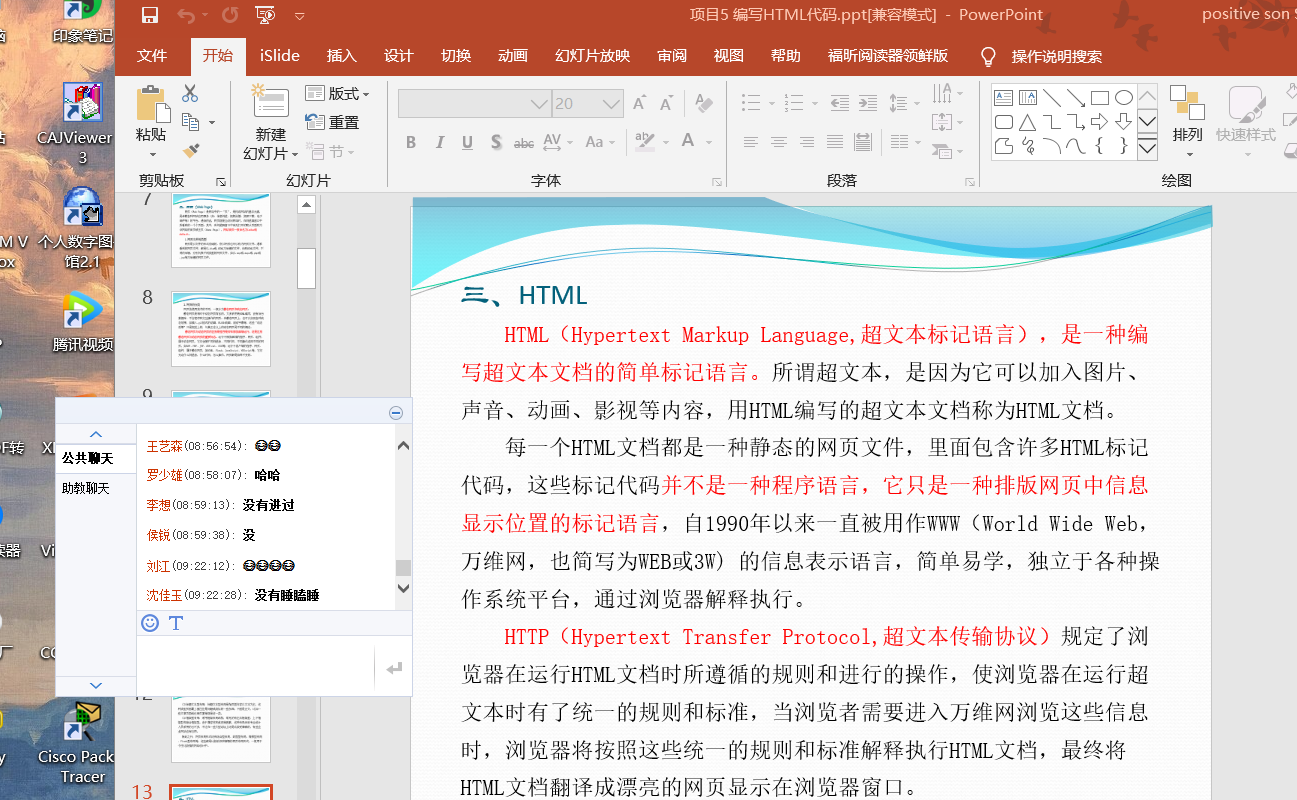 项目5 编写HTML代码.ppt[兼容模式] - PowerPoint
positive son
文件 开始 iSlide 插入 设计 切换 动画 幻灯片放映 审阅 视图 帮助 福昕阅读器领鲜版 操作说明搜索
粘贴
新建
幻灯片
版式
重置
节
20
排列
快速样式
剪贴板 幻灯片 字体 段落 绘图
印象笔记
CAJViewer
3
个人数字图
馆2.1
腾讯视频
Cisco Pack
Tracer
7
8
9
12
13
公共聊天
助教聊天
王艺森(08:56:54):
罗少雄(08:58:07): 哈哈
李想(08:59:13): 没有进过
侯锐(08:59:38): 没
刘江(09:22:12):
沈佳玉(09:22:28): 没有睡瞌睡
三、HTML
HTML（Hypertext Markup Language,超文本标记语言），是一种编
写超文本文档的简单标记语言。所谓超文本，是因为它可以加入图片、
声音、动画、影视等内容，用HTML编写的超文本文档称为HTML文档。
每一个HTML文档都是一种静态的网页文件，里面包含许多HTML标记
代码，这些标记代码并不是一种程序语言，它只是一种排版网页中信息
显示位置的标记语言，自1990年以来一直被用作WWW（World Wide Web，
万维网，也简写为WEB或3W）的信息表示语言，简单易学，独立于各种操
作系统平台，通过浏览器解释执行。
HTTP（Hypertext Transfer Protocol,超文本传输协议）规定了浏
览器在运行HTML文档时所遵循的规则和进行的操作，使浏览器在运行超
文本时有了统一的规则和标准，当浏览者需要进入万维网浏览这些信息
时，浏览器将按照这些统一的规则和标准解释执行HTML文档，最终将
HTML文档翻译成漂亮的网页显示在浏览器窗口。